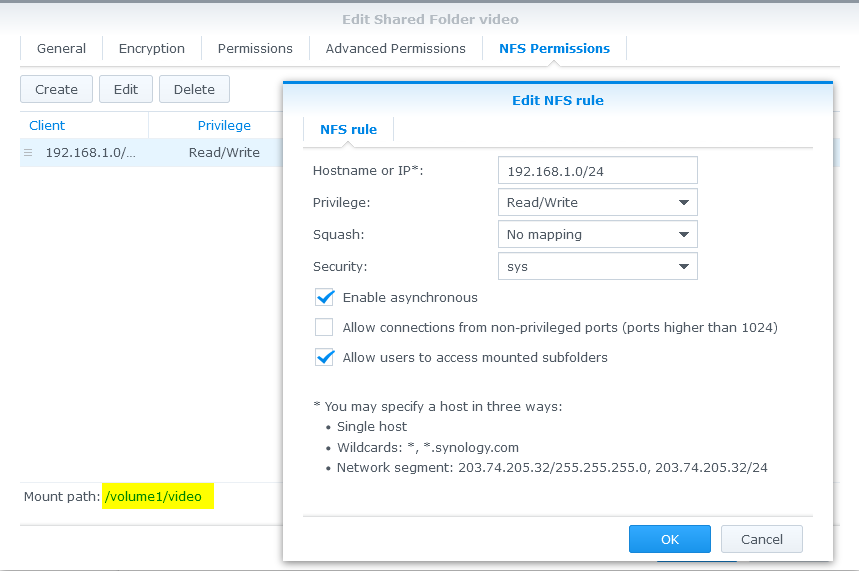 Edit Shared Folder video
General Encryption Permissions Advanced Permissions NFS Permissions
Create Edit Delete
Client Privilege
192.168.1.0/... Read/Write
Mount path: /volume1/video
Edit NFS rule
NFS rule
Hostname or IP*: 192.168.1.0/24
Privilege: Read/Write
Squash: No mapping
Security: sys
Enable asynchronous
Allow connections from non-privileged ports (ports higher than 1024)
Allow users to access mounted subfolders
* You may specify a host in three ways:
• Single host
• Wildcards: *, *.synology.com
• Network segment: 203.74.205.32/255.255.255.0, 203.74.205.32/24
OK Cancel